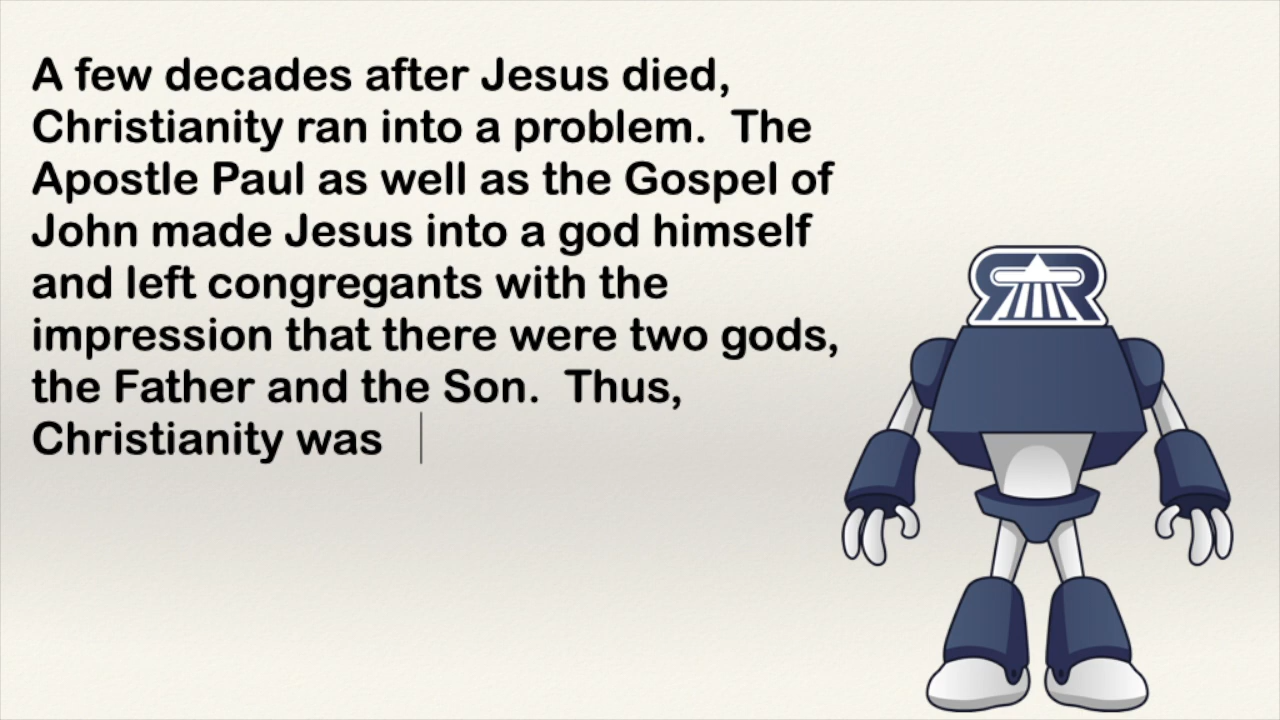 A few decades after Jesus died,
Christianity ran into a problem.  The
Apostle Paul as well as the Gospel of
John made Jesus into a god himself
and left congregants with the
impression that there were two gods,
the Father and the Son.  Thus,
Christianity was